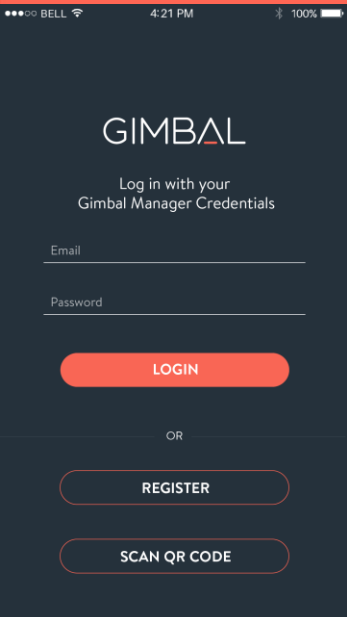 BELL 4:21 PM 100%
GIMBAL
Log in with your
Gimbal Manager Credentials
Email
Password
LOGIN
OR
REGISTER
SCAN QR CODE